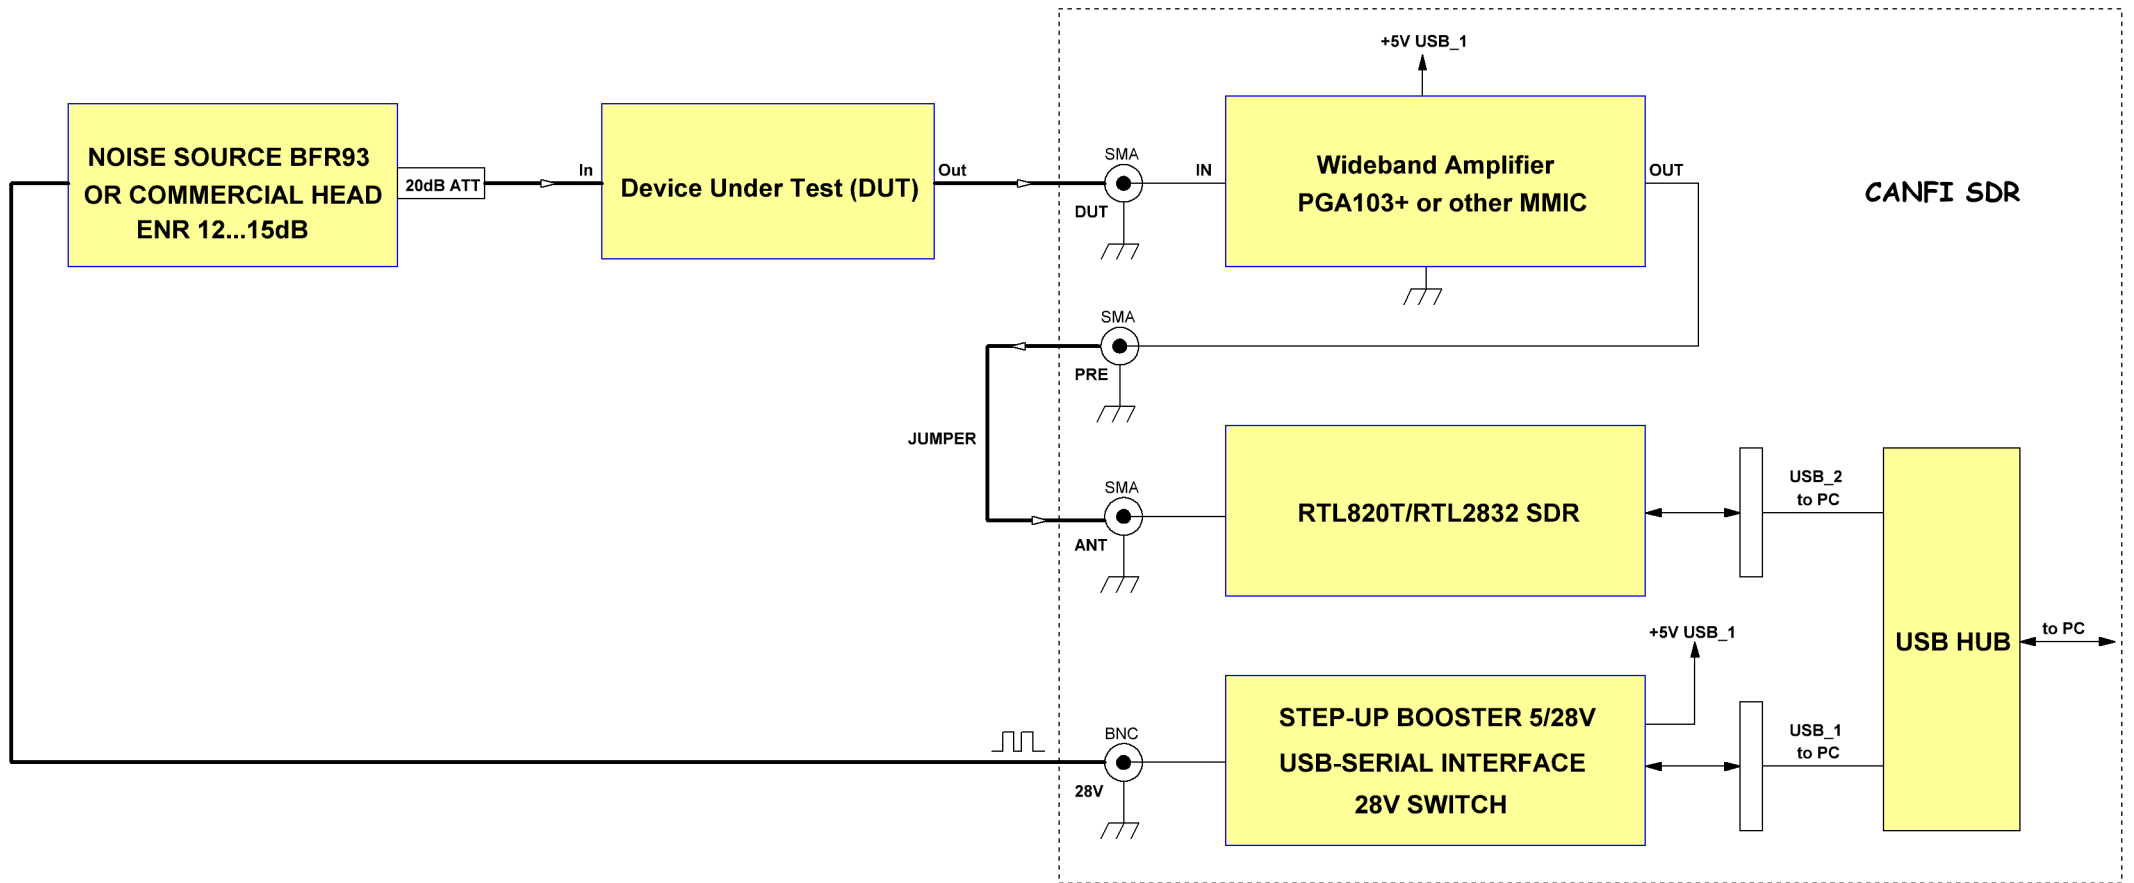 +5V USB_1
NOISE SOURCE BFR93
OR COMMERCIAL HEAD
ENR 12...15dB
20dB ATT
In
Device Under Test (DUT)
Out
SMA
DUT
IN
Wideband Amplifier
PGA103+ or other MMIC
OUT
CANFI SDR
SMA
PRE
JUMPER
SMA
ANT
RTL820T/RTL2832 SDR
USB_2
to PC
USB HUB
to PC
+5V USB_1
BNC
28V
STEP-UP BOOSTER 5/28V
USB-SERIAL INTERFACE
28V SWITCH
USB_1
to PC